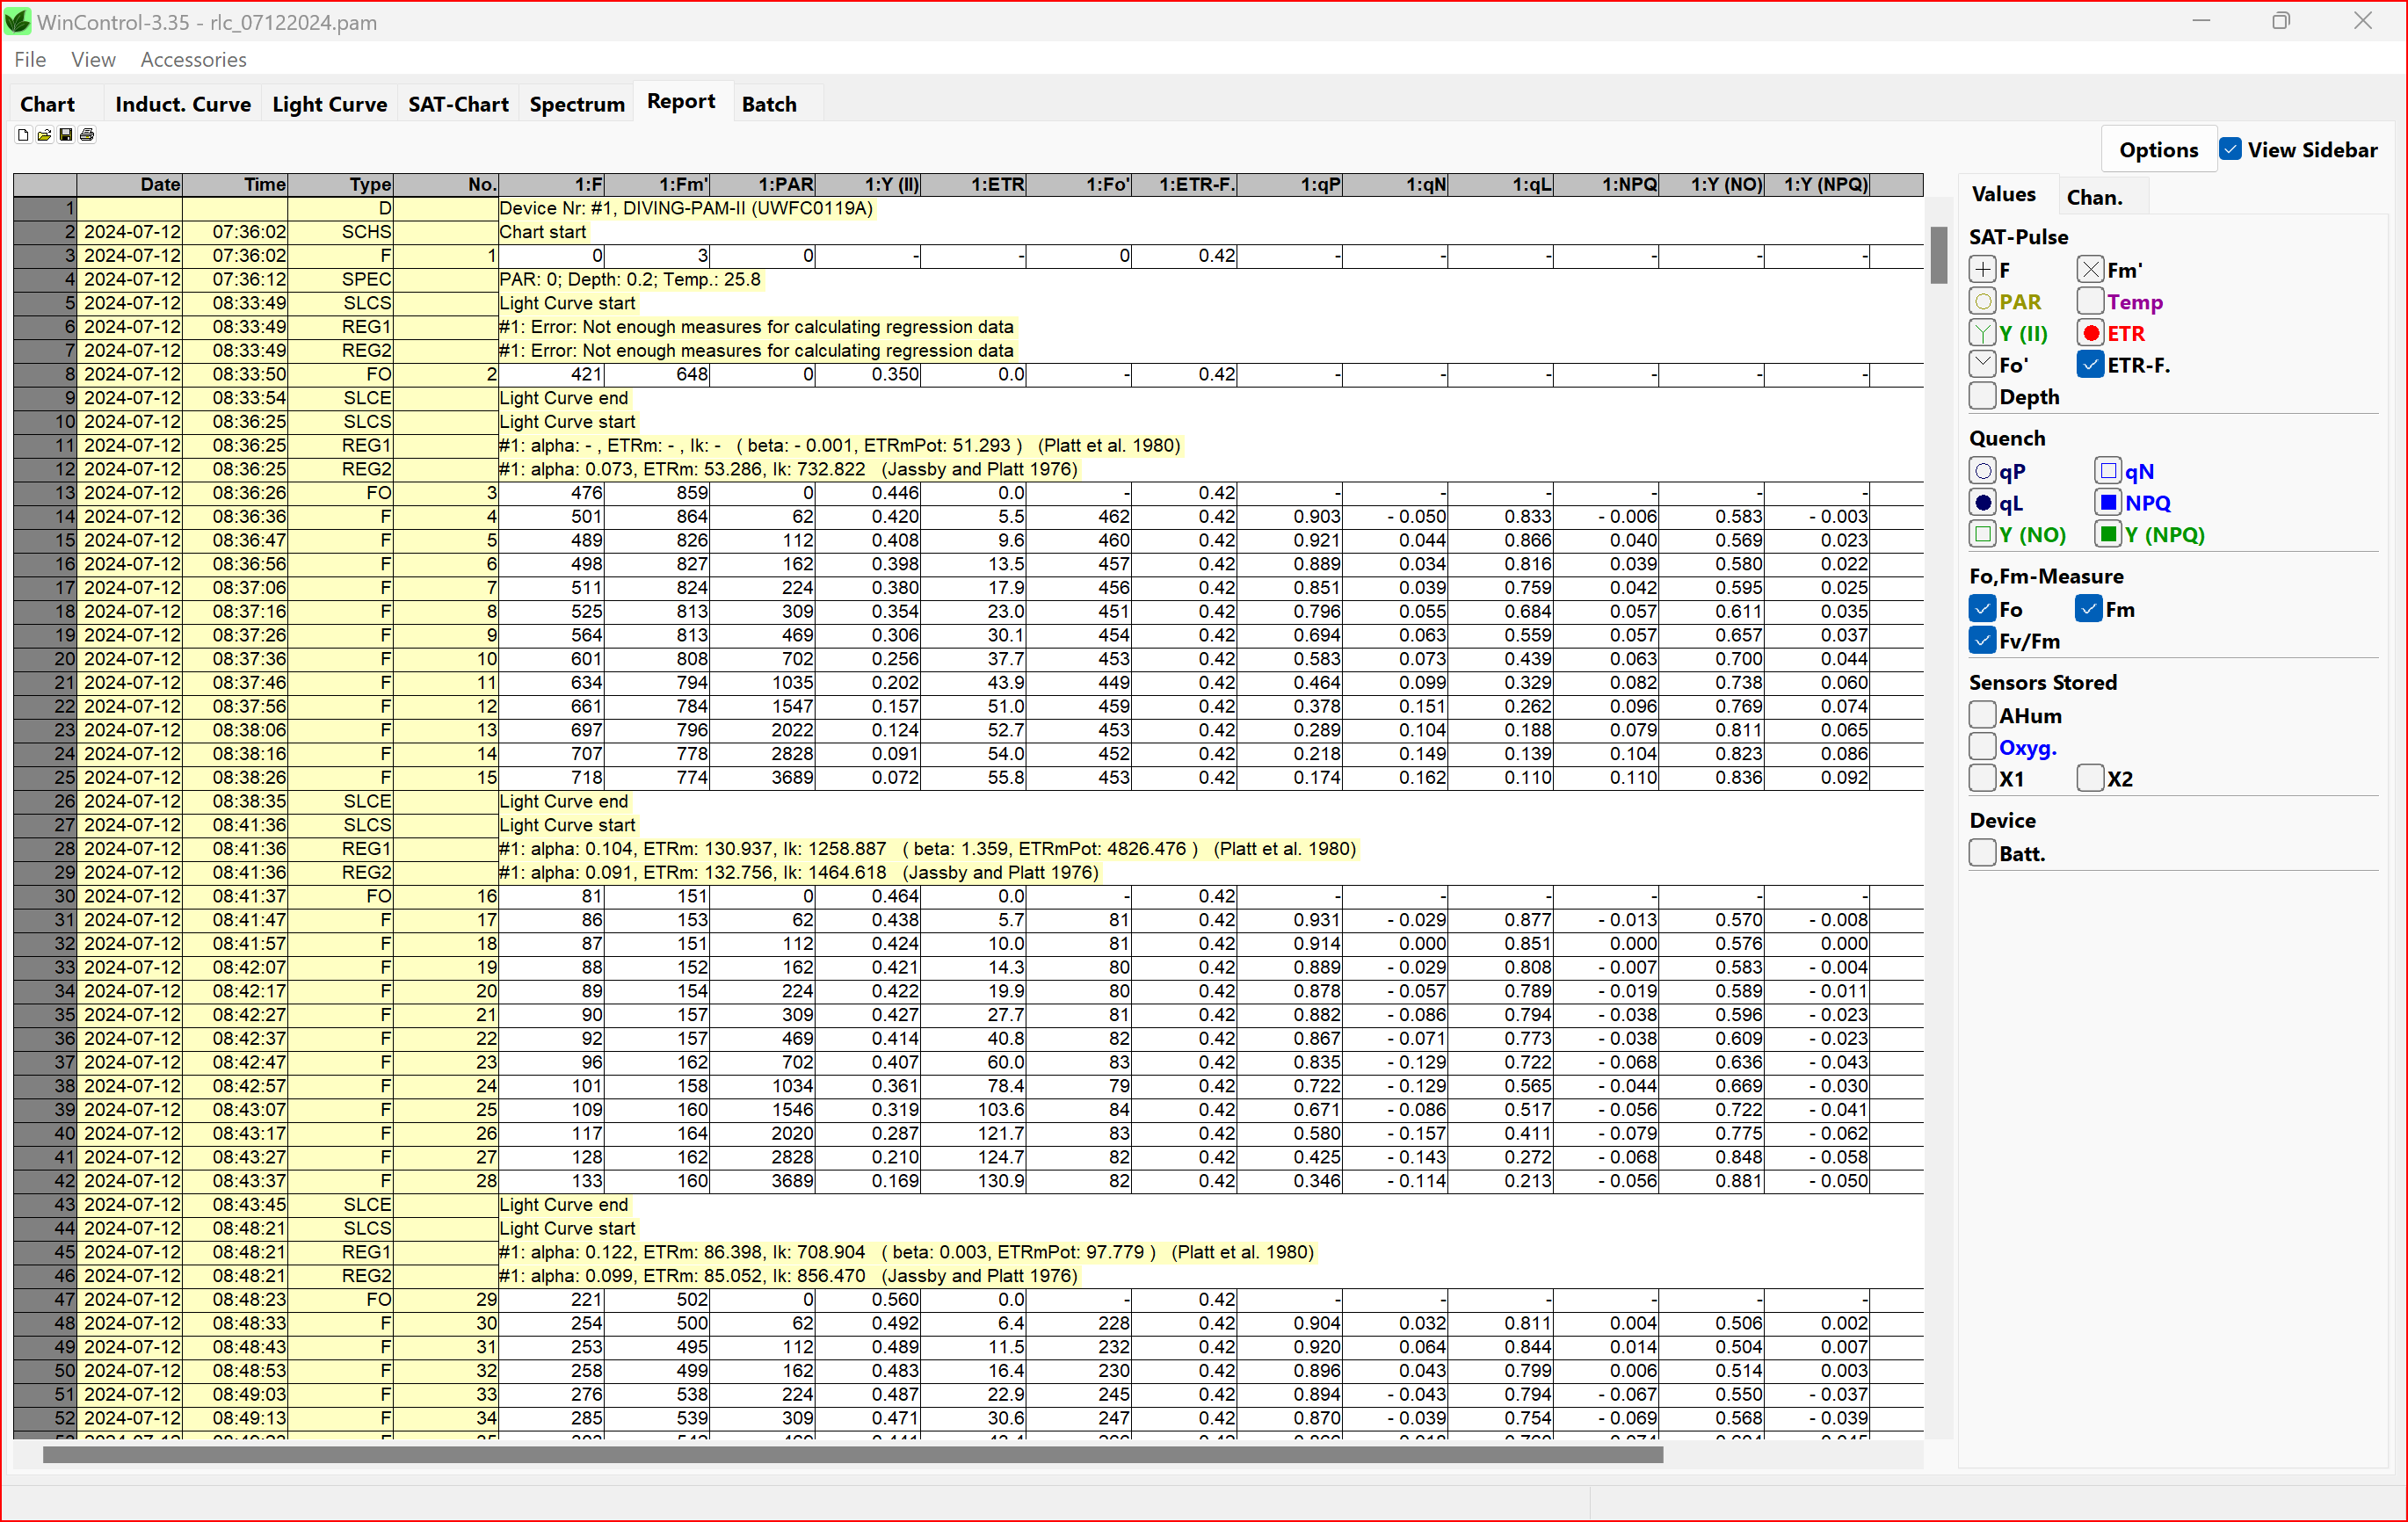 WinControl-3.35 - rlc_07122024.pam
File View Accessories
Chart Induct. Curve Light Curve SAT-Chart Spectrum Report Batch
Options View Sidebar
Date Time Type No. 1:F 1:Fm' 1:PAR 1:Y (II) 1:ETR 1:Fo' 1:ETR-F. 1:qP 1:qN 1:qL 1:NPQ 1:Y (NO) 1:Y (NPQ)
1 D Device Nr: #1, DIVING-PAM-II (UWFC0119A)
2 2024-07-12 07:36:02 SCHS Chart start
3 2024-07-12 07:36:02 F 1 0 3 0 - - 0 0.42 - - - - - -
4 2024-07-12 07:36:12 SPEC PAR: 0; Depth: 0.2; Temp.: 25.8
5 2024-07-12 08:33:49 SLCS Light Curve start
6 2024-07-12 08:33:49 REG1 #1: Error: Not enough measures for calculating regression data
7 2024-07-12 08:33:49 REG2 #1: Error: Not enough measures for calculating regression data
8 2024-07-12 08:33:50 FO 2 421 648 0 0.350 0.0 - 0.42 - - - - - -
9 2024-07-12 08:33:54 SLCE Light Curve end
10 2024-07-12 08:36:25 SLCS Light Curve start
11 2024-07-12 08:36:25 REG1 #1: alpha: - , ETRm: - , Ik: - ( beta: - 0.001, ETRmPot: 51.293 ) (Platt et al. 1980)
12 2024-07-12 08:36:25 REG2 #1: alpha: 0.073, ETRm: 53.286, Ik: 732.822 (Jassby and Platt 1976)
13 2024-07-12 08:36:26 FO 3 476 859 0 0.446 0.0 - 0.42 - - - - - -
14 2024-07-12 08:36:36 F 4 501 864 62 0.420 5.5 462 0.42 0.903 - 0.050 0.833 - 0.006 0.583 - 0.003
15 2024-07-12 08:36:47 F 5 489 826 112 0.408 9.6 460 0.42 0.921 0.044 0.866 0.040 0.569 0.023
16 2024-07-12 08:36:56 F 6 498 827 162 0.398 13.5 457 0.42 0.889 0.034 0.816 0.039 0.580 0.022
17 2024-07-12 08:37:06 F 7 511 824 224 0.380 17.9 456 0.42 0.851 0.039 0.759 0.042 0.595 0.025
18 2024-07-12 08:37:16 F 8 525 813 309 0.354 23.0 451 0.42 0.796 0.055 0.684 0.057 0.611 0.035
19 2024-07-12 08:37:26 F 9 564 813 469 0.306 30.1 454 0.42 0.694 0.063 0.559 0.057 0.657 0.037
20 2024-07-12 08:37:36 F 10 601 808 702 0.256 37.7 453 0.42 0.583 0.073 0.439 0.063 0.700 0.044
21 2024-07-12 08:37:46 F 11 634 794 1035 0.202 43.9 449 0.42 0.464 0.099 0.329 0.082 0.738 0.060
22 2024-07-12 08:37:56 F 12 661 784 1547 0.157 51.0 459 0.42 0.378 0.151 0.262 0.096 0.769 0.074
23 2024-07-12 08:38:06 F 13 697 796 2022 0.124 52.7 453 0.42 0.289 0.104 0.188 0.079 0.811 0.065
24 2024-07-12 08:38:16 F 14 707 778 2828 0.091 54.0 452 0.42 0.218 0.149 0.139 0.104 0.823 0.086
25 2024-07-12 08:38:26 F 15 718 774 3689 0.072 55.8 453 0.42 0.174 0.162 0.110 0.110 0.836 0.092
26 2024-07-12 08:38:35 SLCE Light Curve end
27 2024-07-12 08:41:36 SLCS Light Curve start
28 2024-07-12 08:41:36 REG1 #1: alpha: 0.104, ETRm: 130.937, Ik: 1258.887 ( beta: 1.359, ETRmPot: 4826.476 ) (Platt et al. 1980)
29 2024-07-12 08:41:36 REG2 #1: alpha: 0.091, ETRm: 132.756, Ik: 1464.618 (Jassby and Platt 1976)
30 2024-07-12 08:41:37 FO 16 81 151 0 0.464 0.0 - 0.42 - - - - - -
31 2024-07-12 08:41:47 F 17 86 153 62 0.438 5.7 81 0.42 0.931 - 0.029 0.877 - 0.013 0.570 - 0.008
32 2024-07-12 08:41:57 F 18 87 151 112 0.424 10.0 81 0.42 0.914 0.000 0.851 0.000 0.576 0.000
33 2024-07-12 08:42:07 F 19 88 152 162 0.421 14.3 80 0.42 0.889 - 0.029 0.808 - 0.007 0.583 - 0.004
34 2024-07-12 08:42:17 F 20 89 154 224 0.422 19.9 80 0.42 0.878 - 0.057 0.789 - 0.019 0.589 - 0.011
35 2024-07-12 08:42:27 F 21 90 157 309 0.427 27.7 81 0.42 0.882 - 0.086 0.794 - 0.038 0.596 - 0.023
36 2024-07-12 08:42:37 F 22 92 157 469 0.414 40.8 82 0.42 0.867 - 0.071 0.773 - 0.038 0.609 - 0.023
37 2024-07-12 08:42:47 F 23 96 162 702 0.407 60.0 83 0.42 0.835 - 0.129 0.722 - 0.068 0.636 - 0.043
38 2024-07-12 08:42:57 F 24 101 158 1034 0.361 78.4 79 0.42 0.722 - 0.129 0.565 - 0.044 0.669 - 0.030
39 2024-07-12 08:43:07 F 25 109 160 1546 0.319 103.6 84 0.42 0.671 - 0.086 0.517 - 0.056 0.722 - 0.041
40 2024-07-12 08:43:17 F 26 117 164 2020 0.287 121.7 83 0.42 0.580 - 0.157 0.411 - 0.079 0.775 - 0.062
41 2024-07-12 08:43:27 F 27 128 162 2828 0.210 124.7 82 0.42 0.425 - 0.143 0.272 - 0.068 0.848 - 0.058
42 2024-07-12 08:43:37 F 28 133 160 3689 0.169 130.9 82 0.42 0.346 - 0.114 0.213 - 0.056 0.881 - 0.050
43 2024-07-12 08:43:45 SLCE Light Curve end
44 2024-07-12 08:48:21 SLCS Light Curve start
45 2024-07-12 08:48:21 REG1 #1: alpha: 0.122, ETRm: 86.398, Ik: 708.904 ( beta: 0.003, ETRmPot: 97.779 ) (Platt et al. 1980)
46 2024-07-12 08:48:21 REG2 #1: alpha: 0.099, ETRm: 85.052, Ik: 856.470 (Jassby and Platt 1976)
47 2024-07-12 08:48:23 FO 29 221 502 0 0.560 0.0 - 0.42 - - - - - -
48 2024-07-12 08:48:33 F 30 254 500 62 0.492 6.4 228 0.42 0.904 0.032 0.811 0.004 0.506 0.002
49 2024-07-12 08:48:43 F 31 253 495 112 0.489 11.5 232 0.42 0.920 0.064 0.844 0.014 0.504 0.007
50 2024-07-12 08:48:53 F 32 258 499 162 0.483 16.4 230 0.42 0.896 0.043 0.799 0.006 0.514 0.003
51 2024-07-12 08:49:03 F 33 276 538 224 0.487 22.9 245 0.42 0.894 - 0.043 0.794 - 0.067 0.550 - 0.037
52 2024-07-12 08:49:13 F 34 285 539 309 0.471 30.6 247 0.42 0.870 - 0.039 0.754 - 0.069 0.568 - 0.039
Values Chan.
SAT-Pulse
F Fm'
PAR Temp
Y (II) ETR
Fo' ETR-F.
Depth
Quench
qP qN
qL NPQ
Y (NO) Y (NPQ)
Fo,Fm-Measure
Fo Fm
Fv/Fm
Sensors Stored
AHum
Oxyg.
X1 X2
Device
Batt.